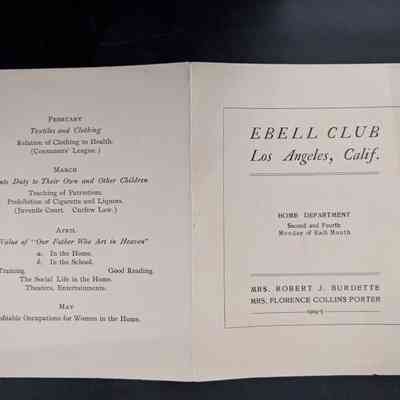 FEBRUARY
Textiles and Clothing
Relation of Clothing to Health.
(Consumers' League.)
MARCH
Duty to Their Own and Other Children
Teaching of Patriotism:
Prohibition of Cigarette and Liquors.
(Juvenile Court. Curfew Law.)
APRIL
Value of "Our Father Who Art in Heaven"
a. In the Home.
b. In the School.
Training. Good Reading.
The Social Life in the Home.
Theaters, Entertainments.
MAY
Occupations for Women in the Home.
EBELL CLUB
Los Angeles, Calif.
HOME DEPARTMENT
Second and Fourth
Monday of Each Month
MRS. ROBERT J. BURDETTE
MRS. FLORENCE COLLINS PORTER
1904-5